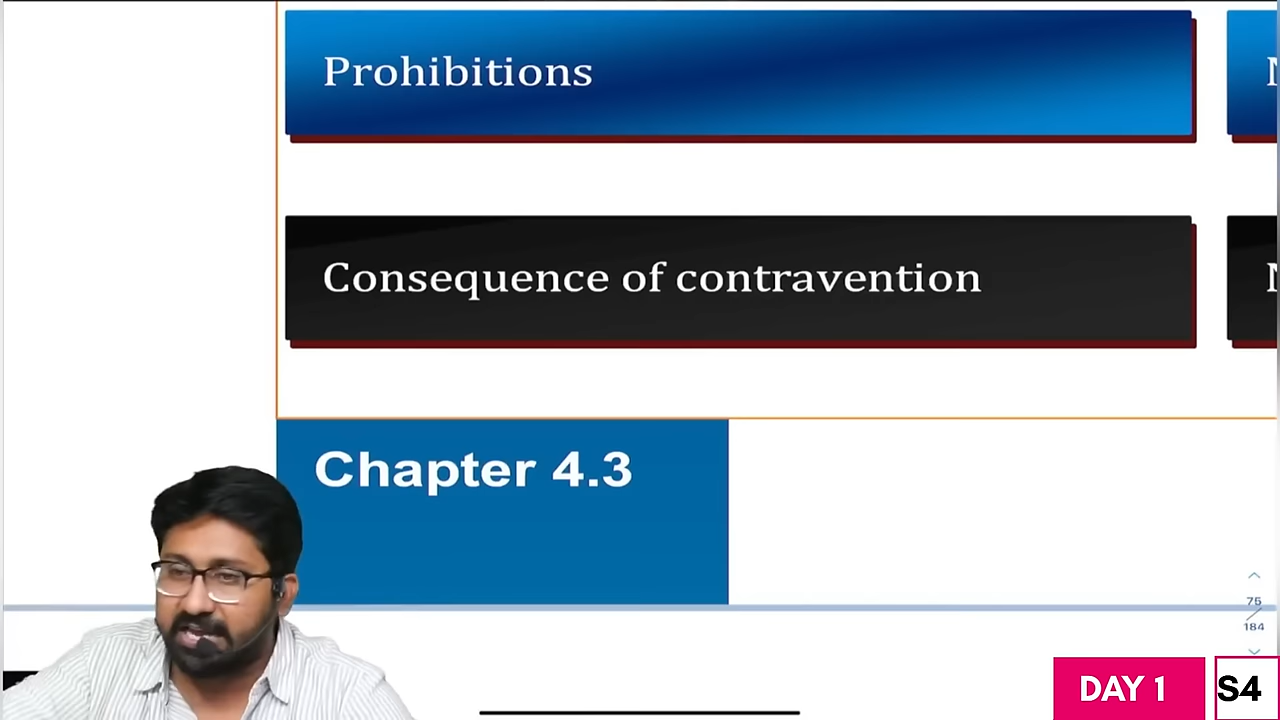 Prohibitions
Consequence of contravention
Chapter 4.3
75
184
DAY 1
S4